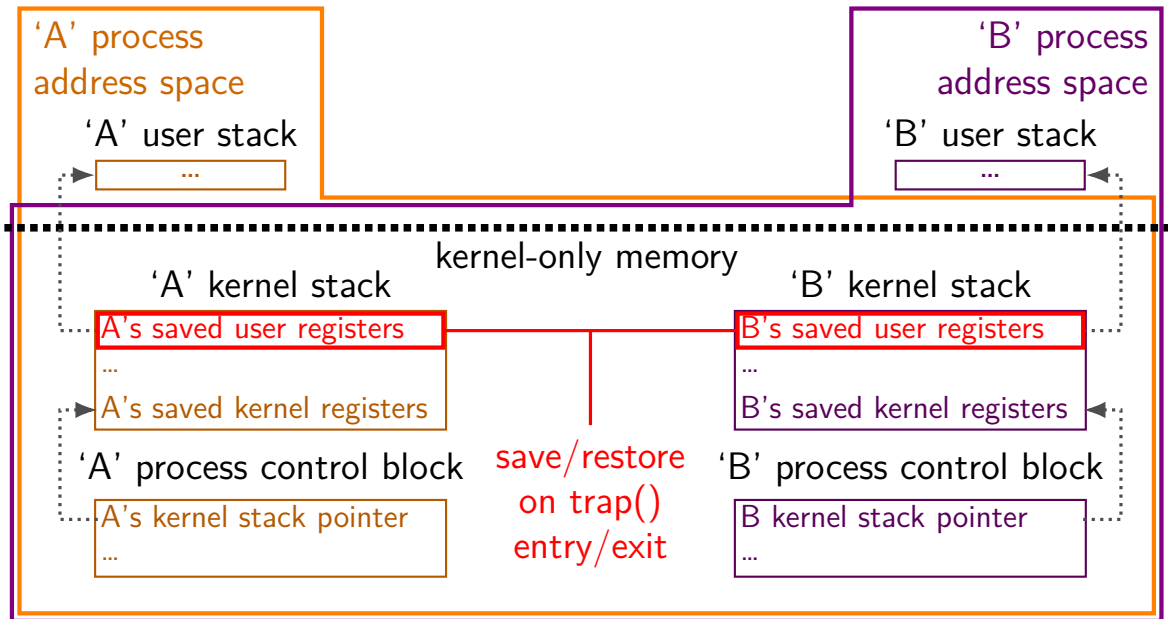 ‘A’ process
address space
‘B’ process
address space
‘A’ user stack
...
‘B’ user stack
...
kernel-only memory
‘A’ kernel stack
A's saved user registers
...
A's saved kernel registers
‘B’ kernel stack
B's saved user registers
...
B's saved kernel registers
save/restore
on trap()
entry/exit
‘A’ process control block
A's kernel stack pointer
...
‘B’ process control block
B kernel stack pointer
...